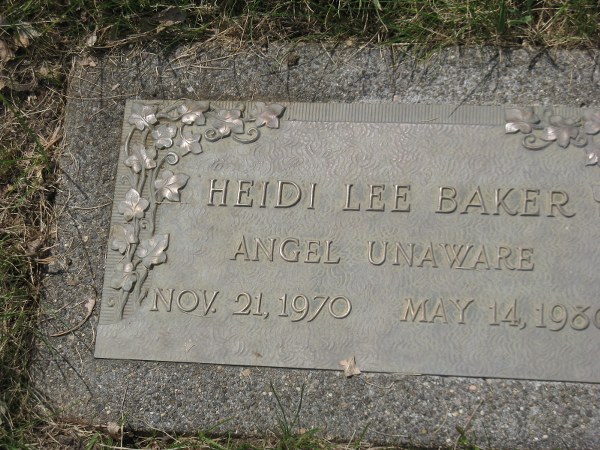 HEIDI LEE BAKER
ANGEL UNAWARE
NOV. 21, 1970 MAY 14,